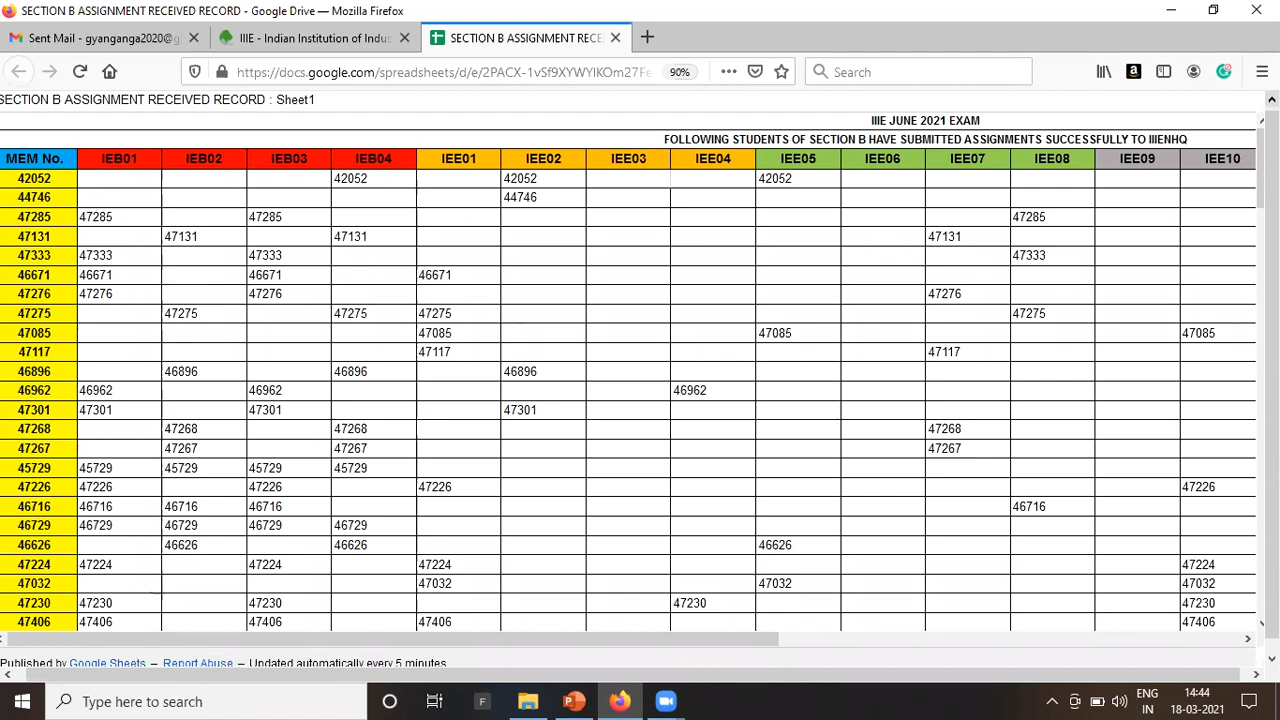 SECTION B ASSIGNMENT RECEIVED RECORD - Google Drive — Mozilla Firefox
Sent Mail - gyanganga2020@g
IIIE - Indian Institution of Indus
SECTION B ASSIGNMENT RECE
https://docs.google.com/spreadsheets/d/e/2PACX-1vSf9XYWYIKOm27Fe
90%
Search
SECTION B ASSIGNMENT RECEIVED RECORD : Sheet1
IIIE JUNE 2021 EXAM
FOLLOWING STUDENTS OF SECTION B HAVE SUBMITTED ASSIGNMENTS SUCCESSFULLY TO IIIENHQ
MEM No. IEB01 IEB02 IEB03 IEB04 IEE01 IEE02 IEE03 IEE04 IEE05 IEE06 IEE07 IEE08 IEE09 IEE10
42052 42052 42052 42052
44746 44746
47285 47285 47285 47285
47131 47131 47131 47131
47333 47333 47333 47333
46671 46671 46671 46671
47276 47276 47276 47276
47275 47275 47275 47275 47275
47085 47085 47085 47085
47117 47117 47117
46896 46896 46896 46896
46962 46962 46962 46962
47301 47301 47301 47301
47268 47268 47268 47268
47267 47267 47267 47267
45729 45729 45729 45729 45729
47226 47226 47226 47226 47226
46716 46716 46716 46716 46716
46729 46729 46729 46729 46729
46626 46626 46626 46626
47224 47224 47224 47224 47224
47032 47032 47032 47032
47230 47230 47230 47230 47230
47406 47406 47406 47406 47406
Published by Google Sheets – Report Abuse – Updated automatically every 5 minutes
Type here to search
F
ENG
IN
14:44
18-03-2021